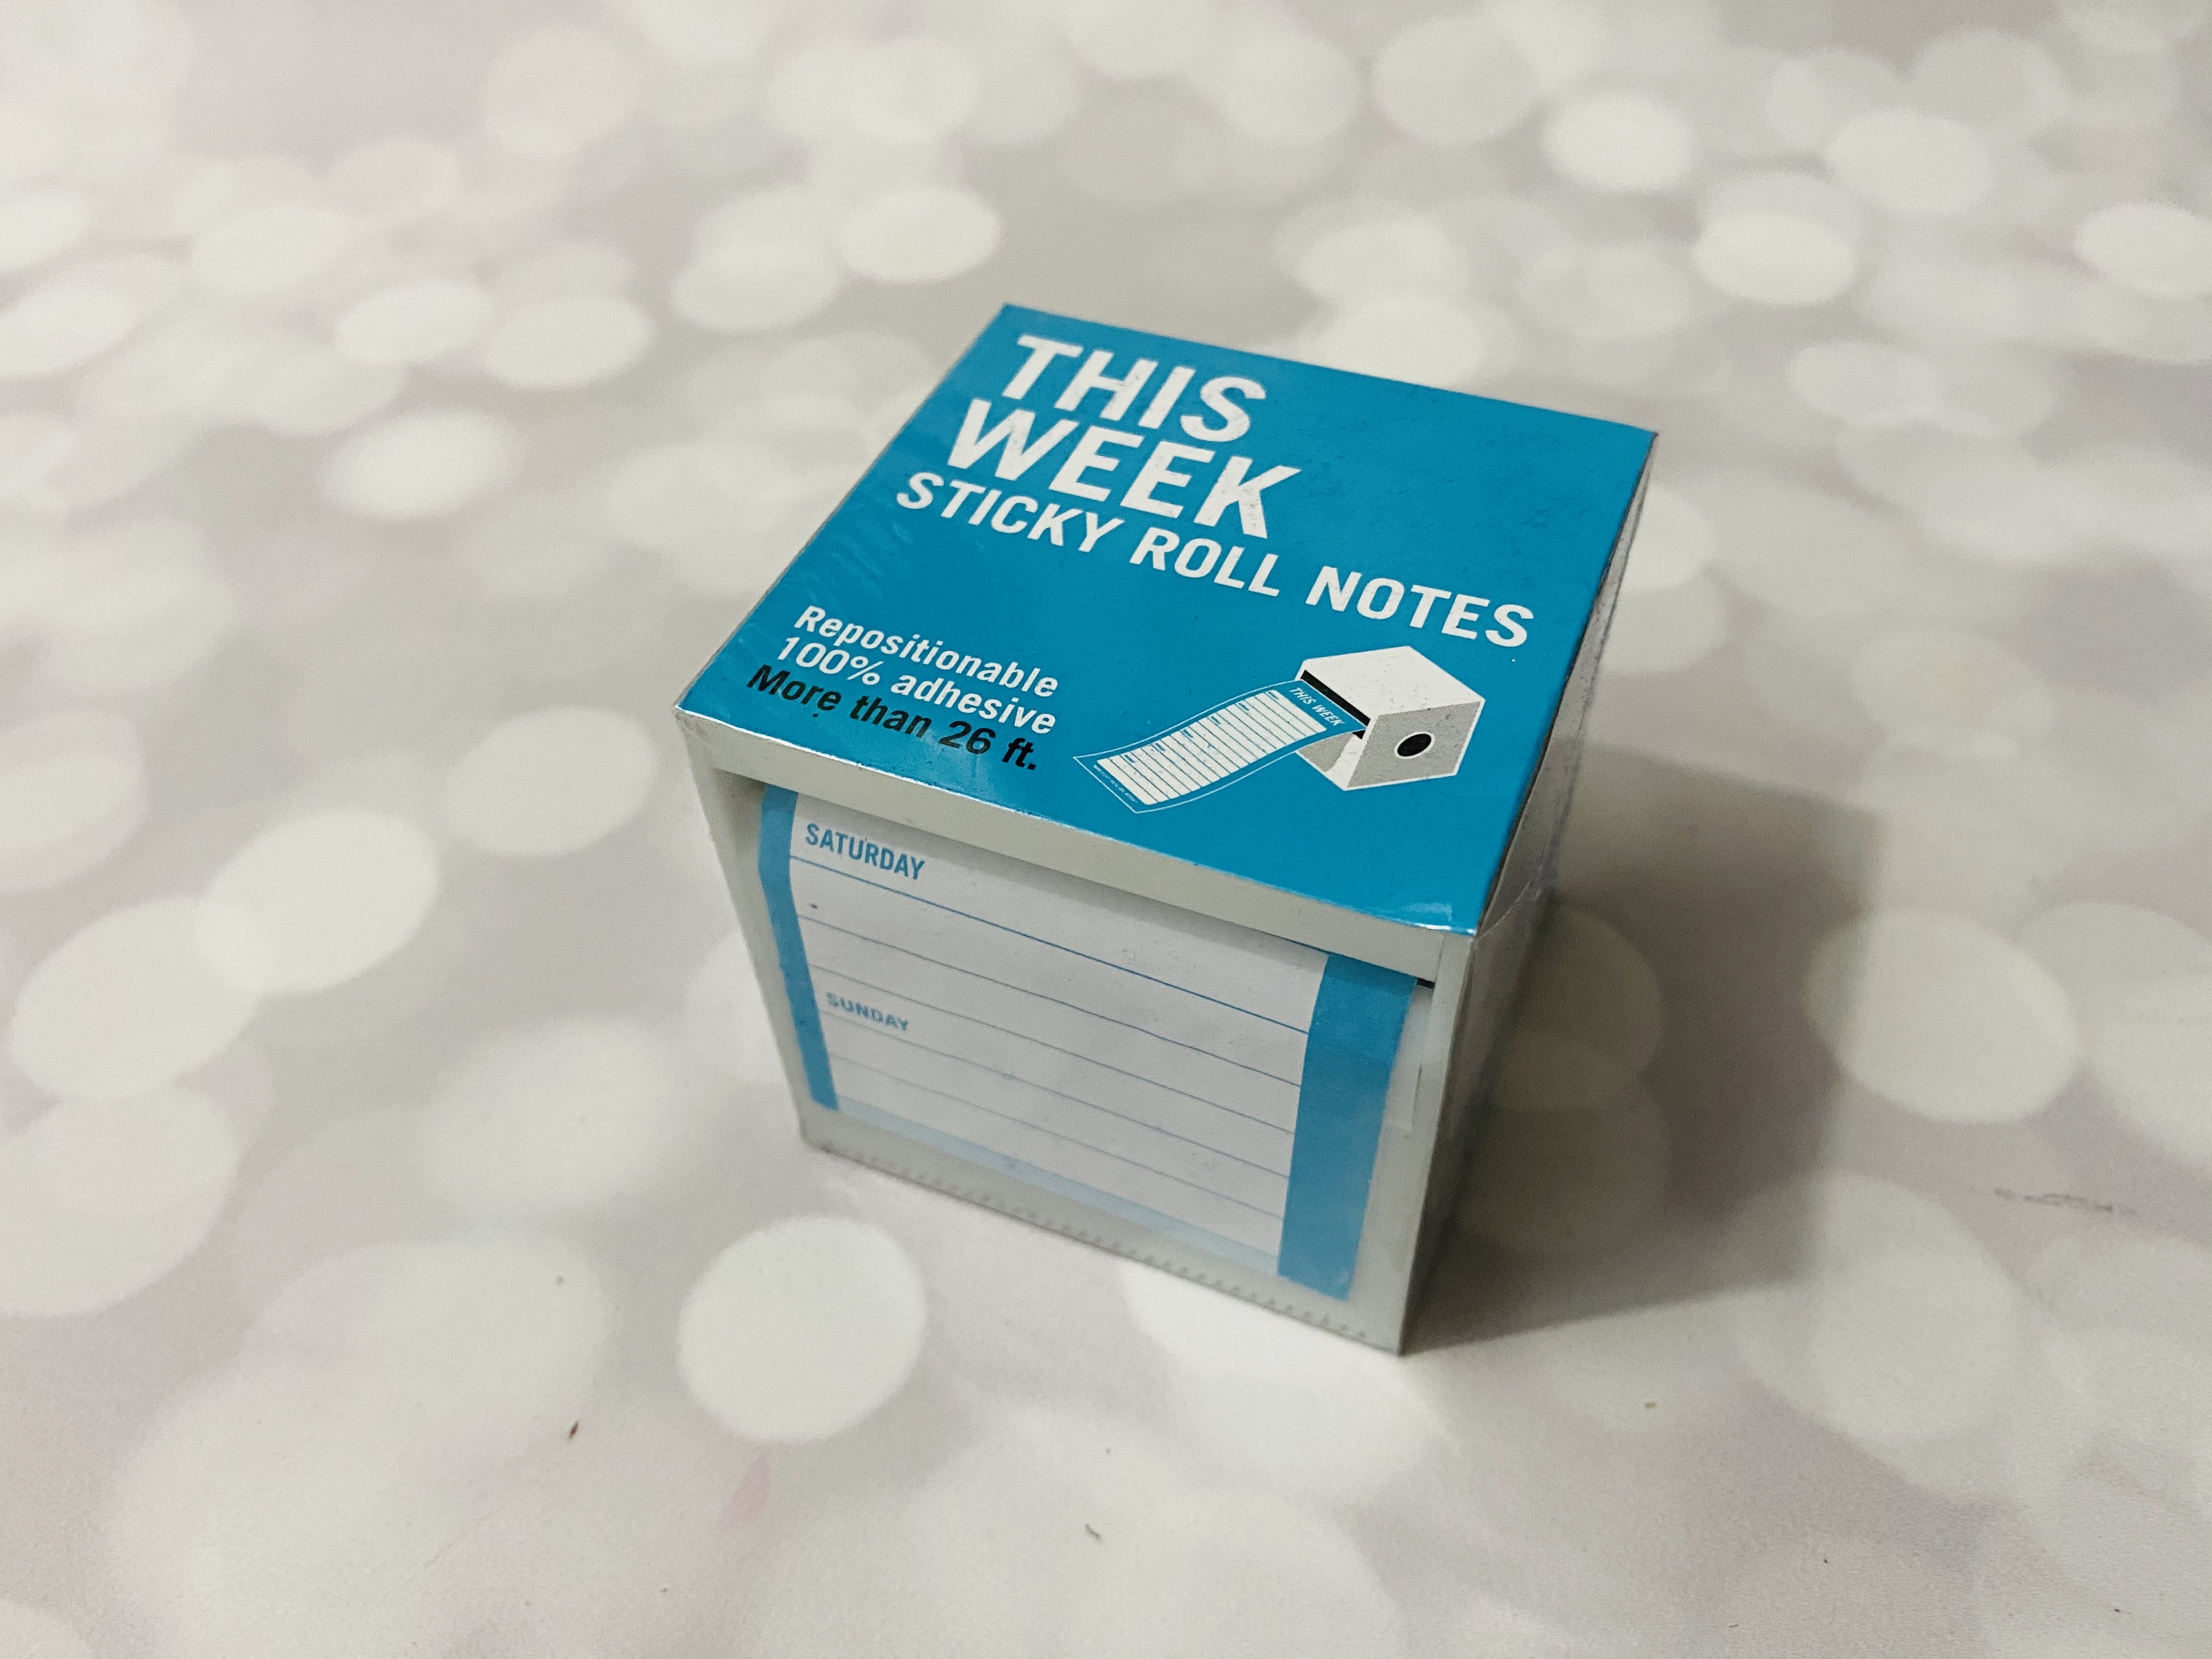 THIS
WEEK
STICKY ROLL NOTES
Repositionable
100% adhesive
More than 26 ft.
THIS WEEK
SATURDAY
SUNDAY